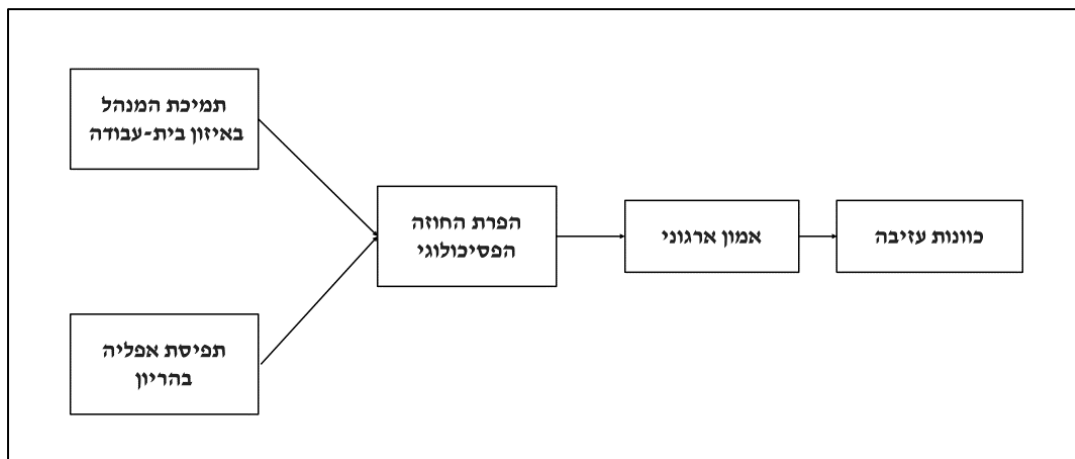 תמיכת המנהל
באיזון בית-עבודה
הפרת החוזה
הפסיכולוגי
אמון ארגוני
כוונות עזיבה
תפיסת אפליה
בהריון